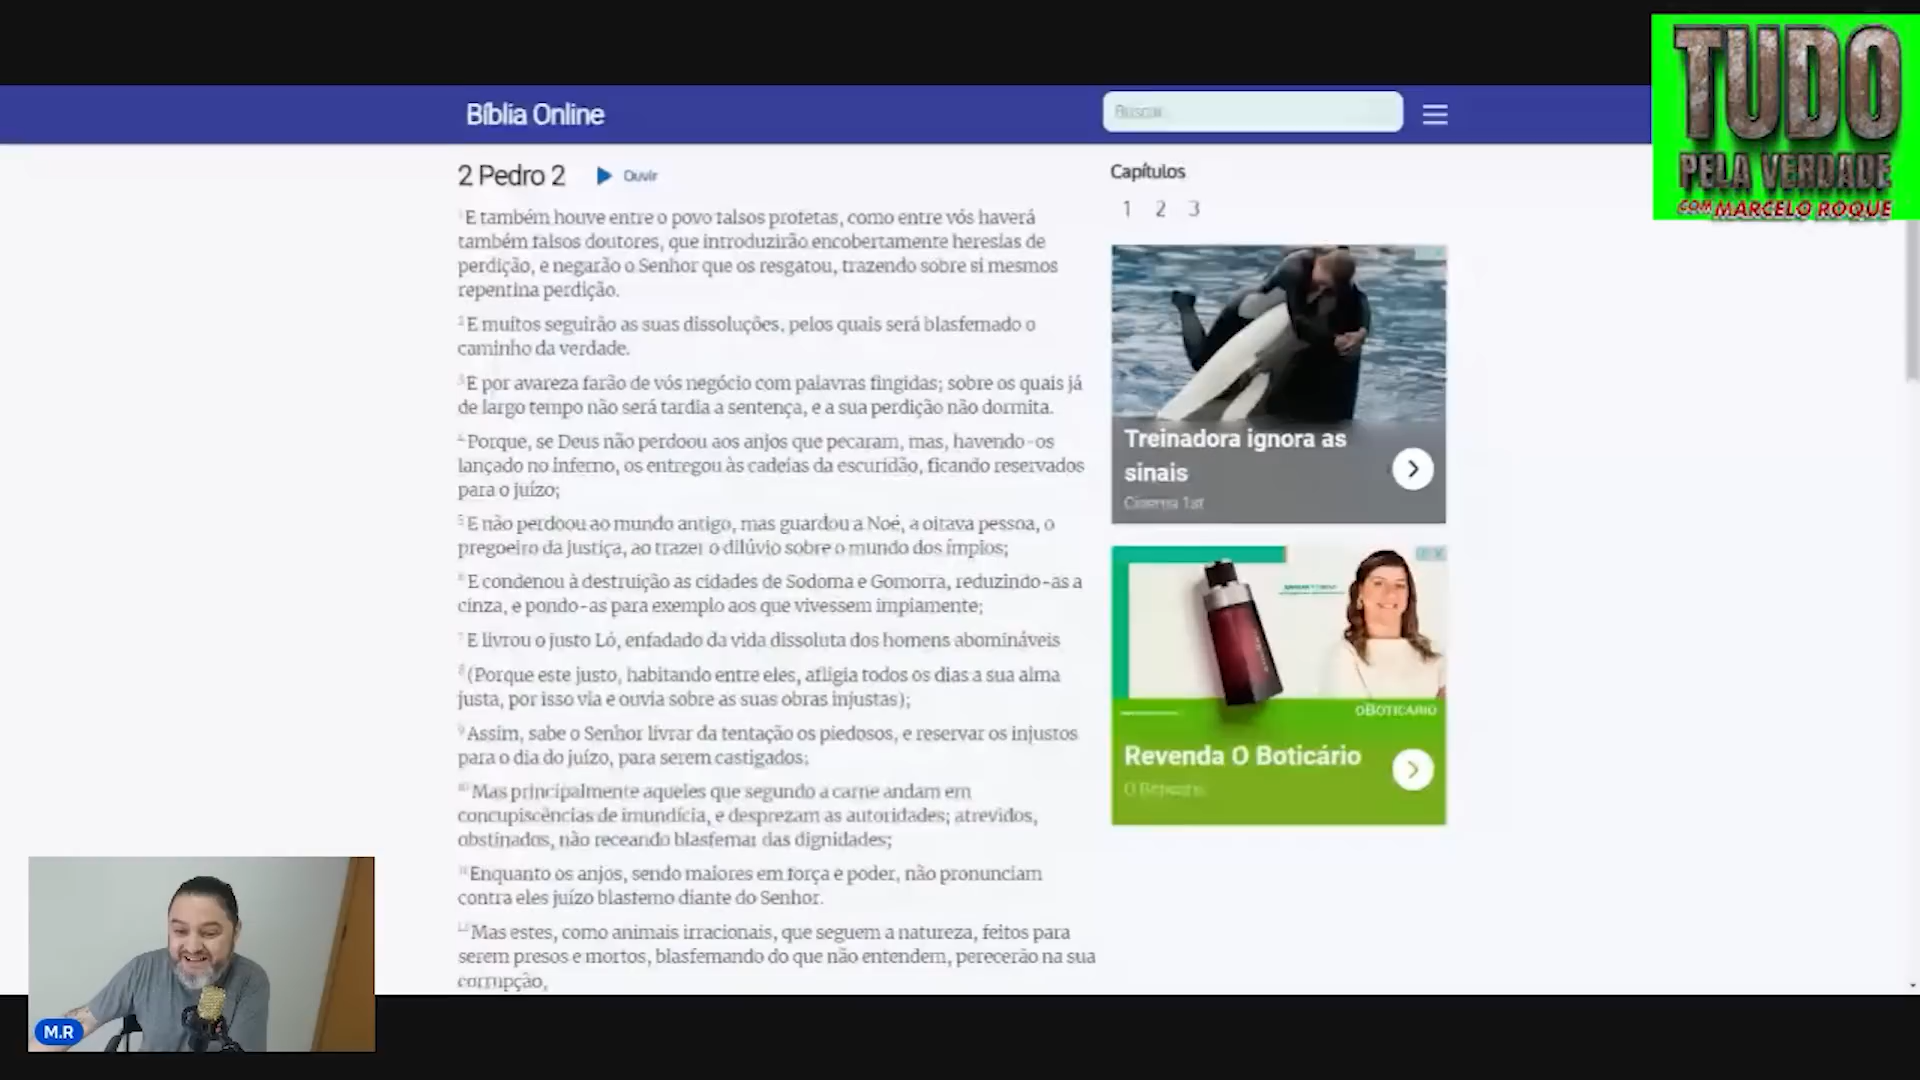 TUDO
PELA VERDADE
COM MARCELO ROQUE
Bíblia Online
Buscar
2 Pedro 2
Ouvir
1 E também houve entre o povo falsos profetas, como entre vós haverá
também falsos doutores, que introduzirão encobertamente heresias de
perdição, e negarão o Senhor que os resgatou, trazendo sobre si mesmos
repentina perdição.
2 E muitos seguirão as suas dissoluções, pelos quais será blasfemado o
caminho da verdade.
3 E por avareza farão de vós negócio com palavras fingidas; sobre os quais já
de largo tempo não será tardia a sentença, e a sua perdição não dormita.
4 Porque, se Deus não perdoou aos anjos que pecaram, mas, havendo-os
lançado no inferno, os entregou às cadeias da escuridão, ficando reservados
para o juízo;
5 E não perdoou ao mundo antigo, mas guardou a Noé, a oitava pessoa, o
pregoeiro da justiça, ao trazer o dilúvio sobre o mundo dos ímpios;
6 E condenou à destruição as cidades de Sodoma e Gomorra, reduzindo-as a
cinza, e pondo-as para exemplo aos que vivessem impiamente;
7 E livrou o justo Ló, enfadado da vida dissoluta dos homens abomináveis
8 (Porque este justo, habitando entre eles, afligia todos os dias a sua alma
justa, por isso via e ouvia sobre as suas obras injustas);
9 Assim, sabe o Senhor livrar da tentação os piedosos, e reservar os injustos
para o dia do juízo, para serem castigados;
10 Mas principalmente aqueles que segundo a carne andam em
concupiscências de imundícia, e desprezam as autoridades; atrevidos,
obstinados, não receando blasfemar das dignidades;
11 Enquanto os anjos, sendo maiores em força e poder, não pronunciam
contra eles juízo blasfemo diante do Senhor.
12 Mas estes, como animais irracionais, que seguem a natureza, feitos para
serem presos e mortos, blasfemando do que não entendem, perecerão na sua
corrupção,
Capítulos
1 2 3
Treinadora ignora as
sinais
Cinema 1st
oBOTICÁRIO
Revenda O Boticário
O Boticário
M.R